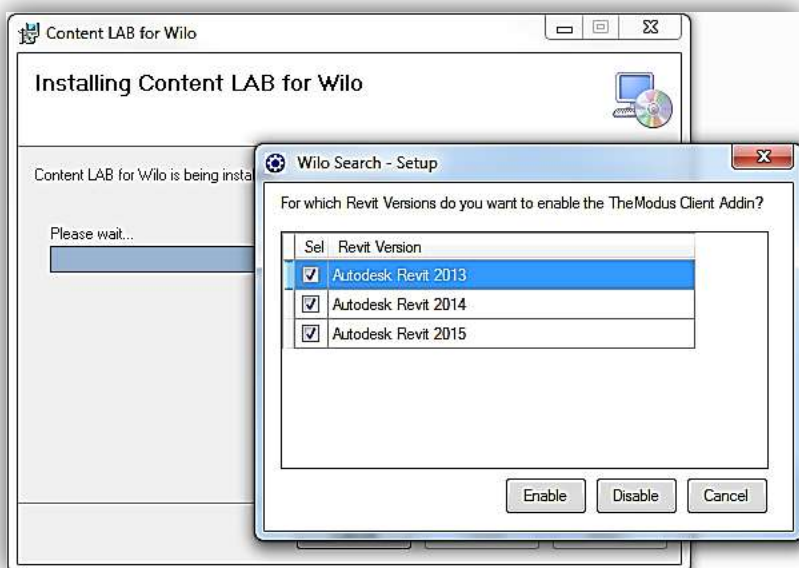 Content LAB for Wilo
Installing Content LAB for Wilo
Content LAB for Wilo is being
Please wait...
Wilo Search - Setup
For which Revit Versions do you want to enable the TheModus Client Addin?
Sel Revit Version
Autodesk Revit 2013
Autodesk Revit 2014
Autodesk Revit 2015
Enable Disable Cancel